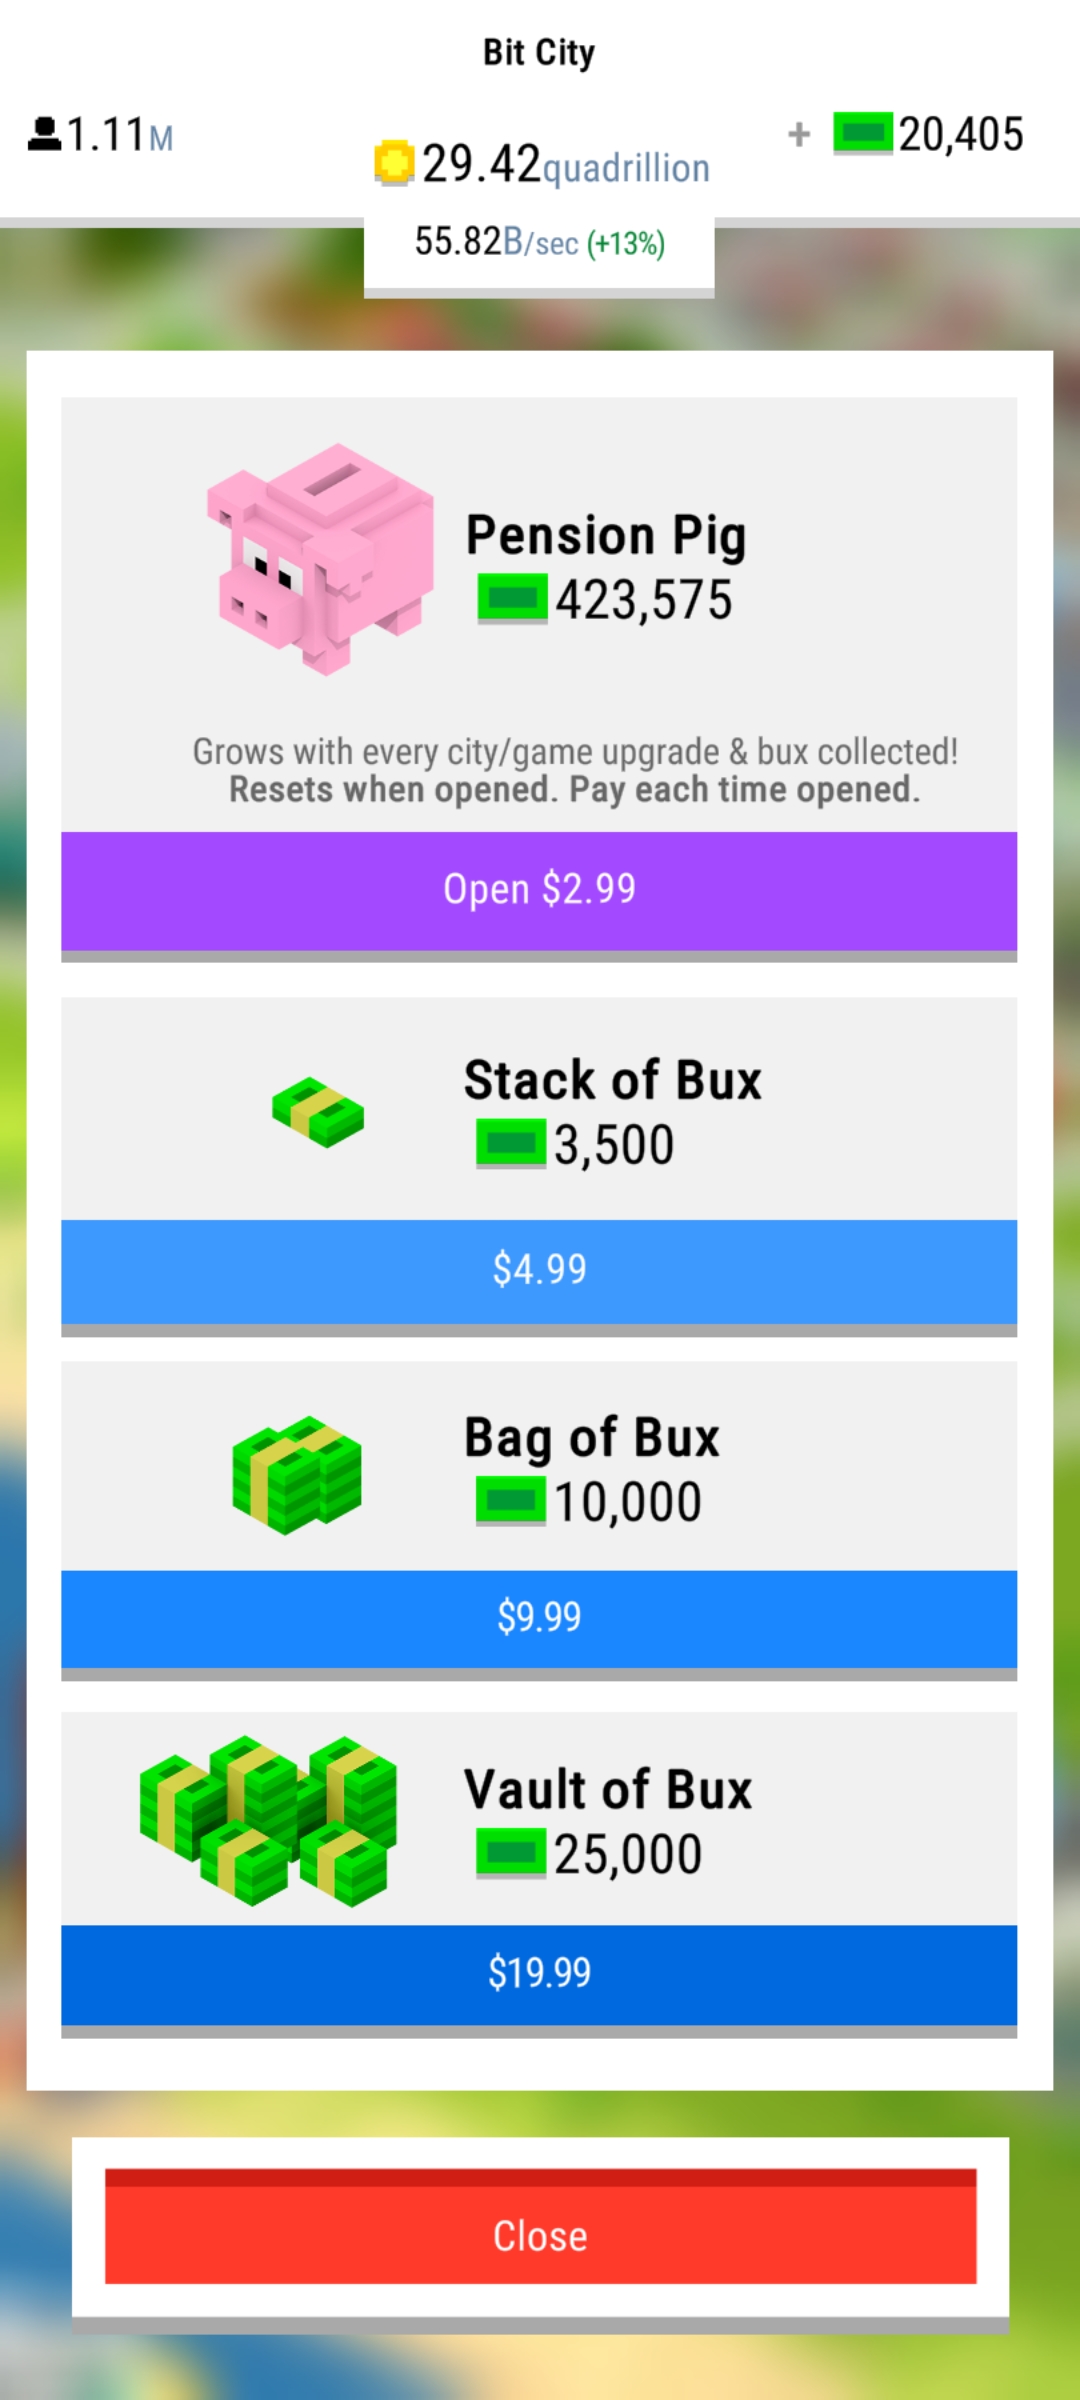 Bit City
1.11M
+ 20,405
29.42quadrillion
55.82B/sec (+13%)
Pension Pig
423,575
Grows with every city/game upgrade & bux collected!
Resets when opened. Pay each time opened.
Open $2.99
Stack of Bux
3,500
$4.99
Bag of Bux
10,000
$9.99
Vault of Bux
25,000
$19.99
Close